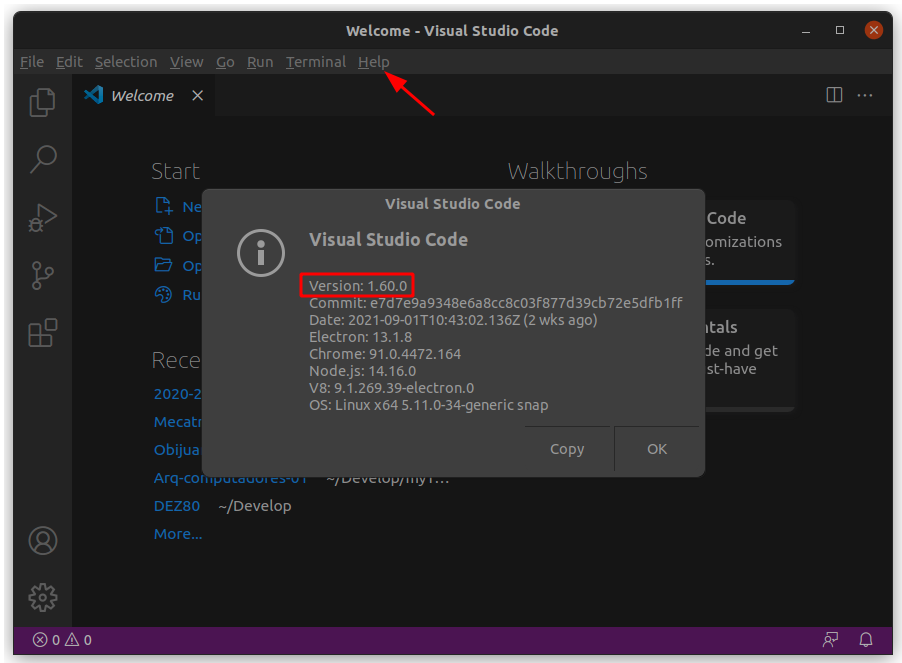 Welcome - Visual Studio Code
File Edit Selection View Go Run Terminal Help
Welcome
Start
Walkthroughs
Visual Studio Code
Visual Studio Code
Version: 1.60.0
Commit: e7d7e9a9348e6a8cc8c03f877d39cb72e5dfb1ff
Date: 2021-09-01T10:43:02.136Z (2 wks ago)
Electron: 13.1.8
Chrome: 91.0.4472.164
Node.js: 14.16.0
V8: 9.1.269.39-electron.0
OS: Linux x64 5.11.0-34-generic snap
Copy OK
Ne
Op
Op
Ru
Code
omizations
s.
ntals
de and get
st-have
Rece
2020-2
Mecatr
Obijua
Arq-computadores-01 ~/Develop/my1...
DEZ80 ~/Develop
More...
0 0